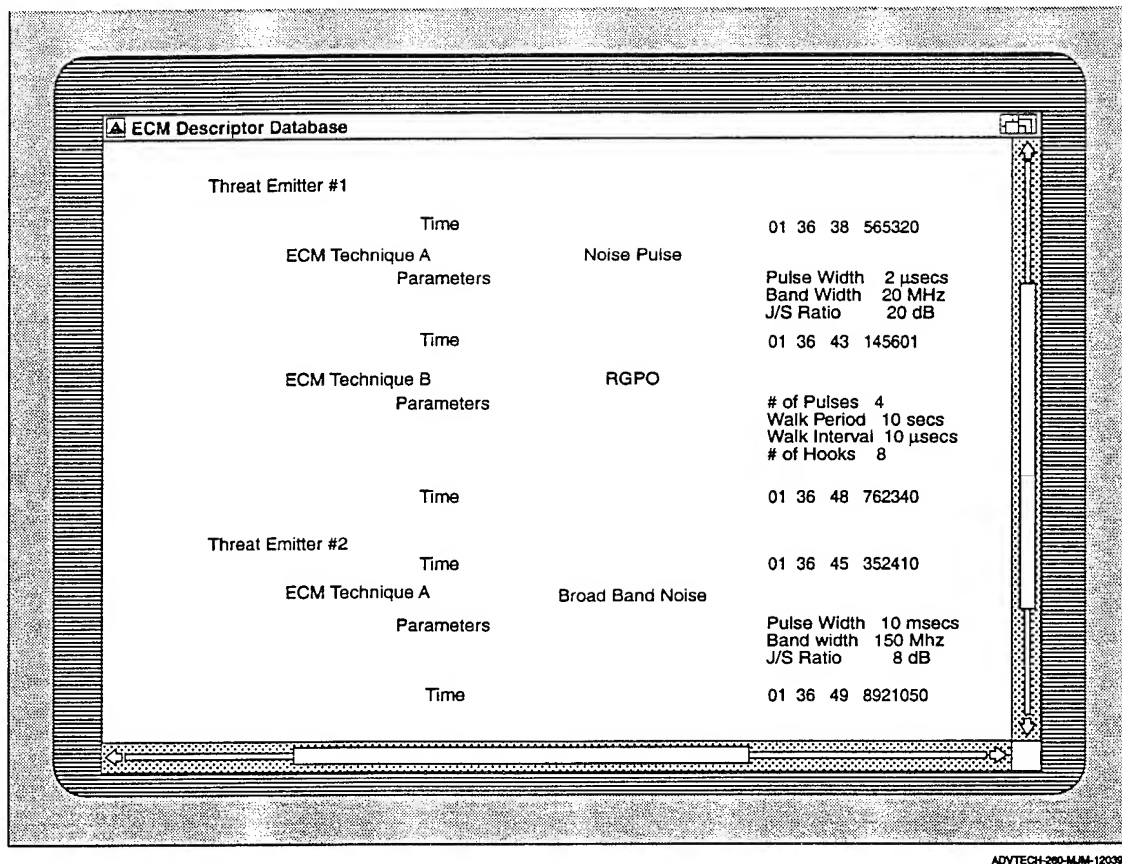 ECM Descriptor Database
Threat Emitter #1
Time 01 36 38 565320
ECM Technique A Noise Pulse
Parameters Pulse Width 2 μsecs
Band Width 20 MHz
J/S Ratio 20 dB
Time 01 36 43 145601
ECM Technique B RGPO
Parameters # of Pulses 4
Walk Period 10 secs
Walk Interval 10 μsecs
# of Hooks 8
Time 01 36 48 762340
Threat Emitter #2
Time 01 36 45 352410
ECM Technique A Broad Band Noise
Parameters Pulse Width 10 msecs
Band width 150 Mhz
J/S Ratio 8 dB
Time 01 36 49 8921050
ADVTECH-260-MJM-12039